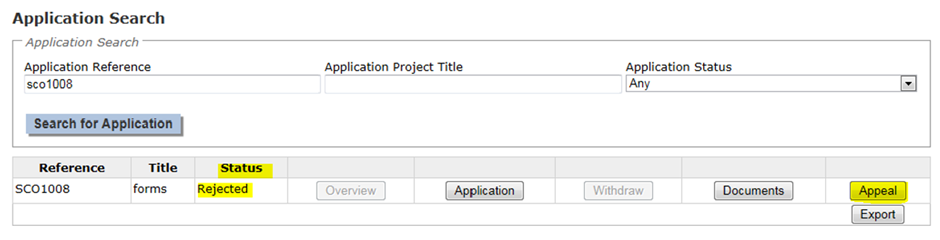 Application Search
Application Search
Application Reference Application Project Title Application Status
sco1008 Any
Search for Application
Reference Title Status
SCO1008 forms Rejected Overview Application Withdraw Documents Appeal
Export